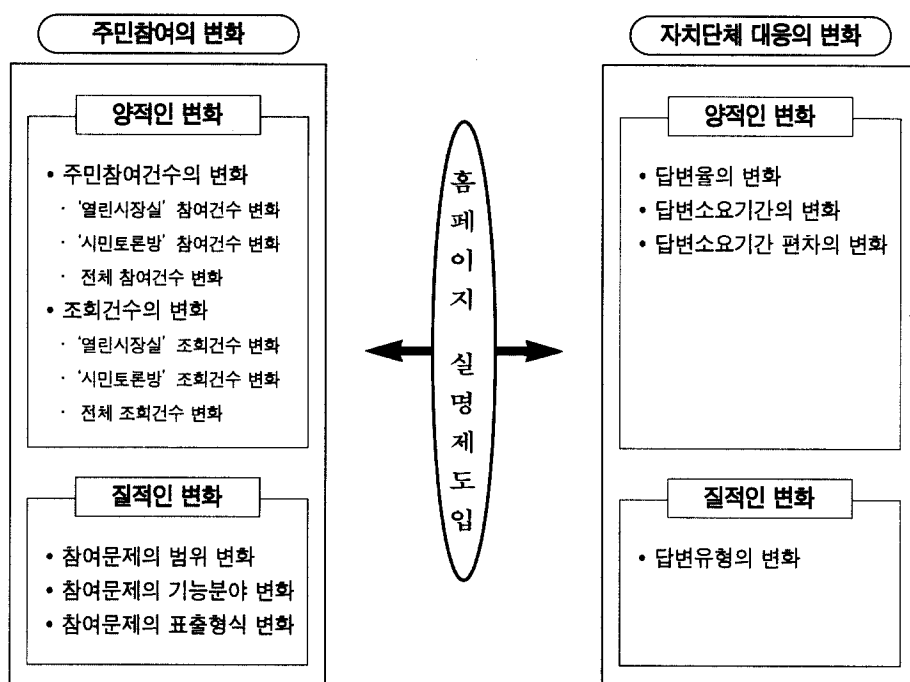 주민참여의 변화
양적인 변화
• 주민참여건수의 변화
· '열린시장실' 참여건수 변화
· '시민토론방' 참여건수 변화
· 전체 참여건수 변화
• 조회건수의 변화
· '열린시장실' 조회건수 변화
· '시민토론방' 조회건수 변화
· 전체 조회건수 변화
질적인 변화
• 참여문제의 범위 변화
• 참여문제의 기능분야 변화
• 참여문제의 표출형식 변화
홈페이지 실명제도입
자치단체 대응의 변화
양적인 변화
• 답변율의 변화
• 답변소요기간의 변화
• 답변소요기간 편차의 변화
질적인 변화
• 답변유형의 변화